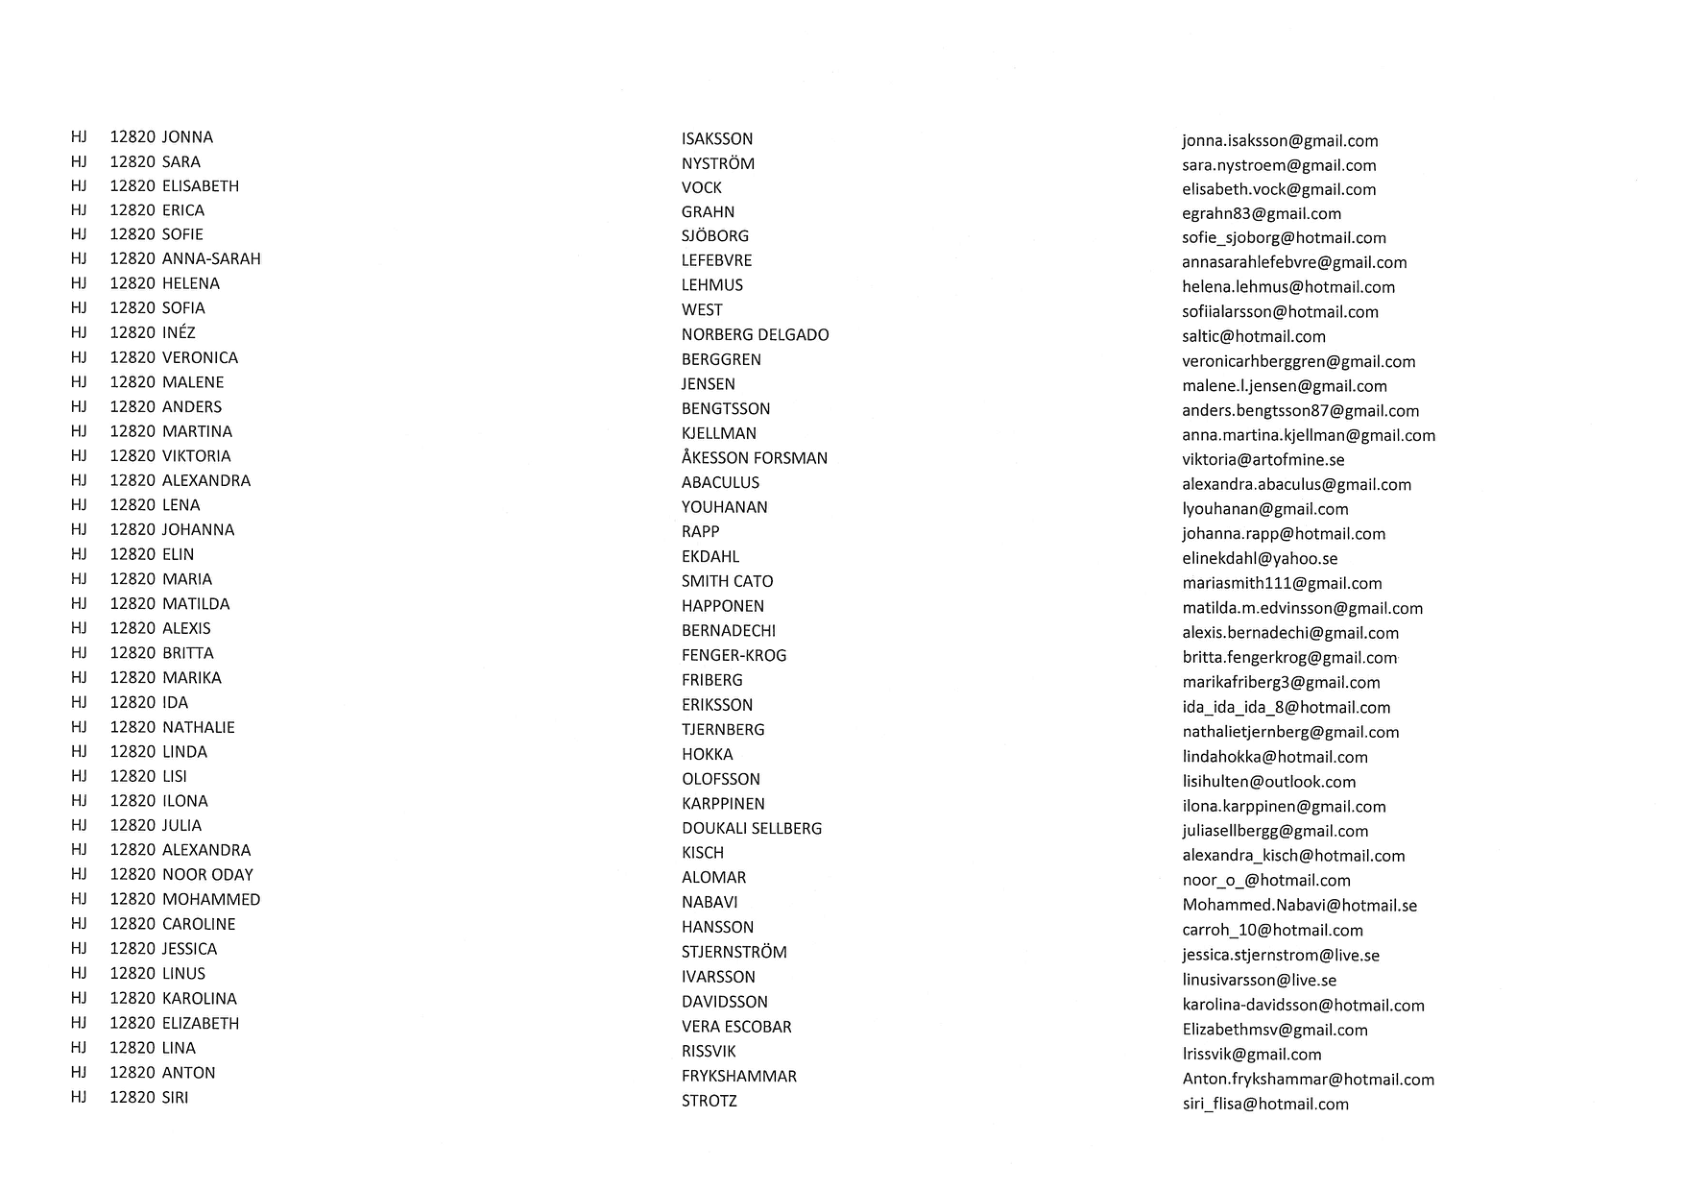 HJ 12820 JONNA ISAKSSON jonna.isaksson@gmail.com
HJ 12820 SARA NYSTRÖM sara.nystroem@gmail.com
HJ 12820 ELISABETH VOCK elisabeth.vock@gmail.com
HJ 12820 ERICA GRAHN egrahn83@gmail.com
HJ 12820 SOFIE SJÖBORG sofie_sjoborg@hotmail.com
HJ 12820 ANNA-SARAH LEFEBVRE annasarahlefebvre@gmail.com
HJ 12820 HELENA LEHMUS helena.lehmus@hotmail.com
HJ 12820 SOFIA WEST sofiialarsson@hotmail.com
HJ 12820 INÉZ NORBERG DELGADO saltic@hotmail.com
HJ 12820 VERONICA BERGGREN veronicarhberggren@gmail.com
HJ 12820 MALENE JENSEN malene.l.jensen@gmail.com
HJ 12820 ANDERS BENGTSSON anders.bengtsson87@gmail.com
HJ 12820 MARTINA KJELLMAN anna.martina.kjellman@gmail.com
HJ 12820 VIKTORIA ÅKESSON FORSMAN viktoria@artofmine.se
HJ 12820 ALEXANDRA ABACULUS alexandra.abaculus@gmail.com
HJ 12820 LENA YOUHANAN lyouhanan@gmail.com
HJ 12820 JOHANNA RAPP johanna.rapp@hotmail.com
HJ 12820 ELIN EKDAHL elinekdahl@yahoo.se
HJ 12820 MARIA SMITH CATO mariasmith111@gmail.com
HJ 12820 MATILDA HAPPONEN matilda.m.edvinsson@gmail.com
HJ 12820 ALEXIS BERNADECHI alexis.bernadechi@gmail.com
HJ 12820 BRITTA FENGER-KROG britta.fengerkrog@gmail.com
HJ 12820 MARIKA FRIBERG marikafriberg3@gmail.com
HJ 12820 IDA ERIKSSON ida_ida_ida_8@hotmail.com
HJ 12820 NATHALIE TJERNBERG nathalietjernberg@gmail.com
HJ 12820 LINDA HOKKA lindahokka@hotmail.com
HJ 12820 LISI OLOFSSON lisihulten@outlook.com
HJ 12820 ILONA KARPPINEN ilona.karppinen@gmail.com
HJ 12820 JULIA DOUKALI SELLBERG juliasellbergg@gmail.com
HJ 12820 ALEXANDRA KISCH alexandra_kisch@hotmail.com
HJ 12820 NOOR ODAY ALOMAR noor_o_@hotmail.com
HJ 12820 MOHAMMED NABAVI Mohammed.Nabavi@hotmail.se
HJ 12820 CAROLINE HANSSON carroh_10@hotmail.com
HJ 12820 JESSICA STJERNSTRÖM jessica.stjernstrom@live.se
HJ 12820 LINUS IVARSSON linusivarsson@live.se
HJ 12820 KAROLINA DAVIDSSON karolina-davidsson@hotmail.com
HJ 12820 ELIZABETH VERA ESCOBAR Elizabethmsv@gmail.com
HJ 12820 LINA RISSVIK lrissvik@gmail.com
HJ 12820 ANTON FRYKSHAMMAR Anton.frykshammar@hotmail.com
HJ 12820 SIRI STROTZ siri_flisa@hotmail.com